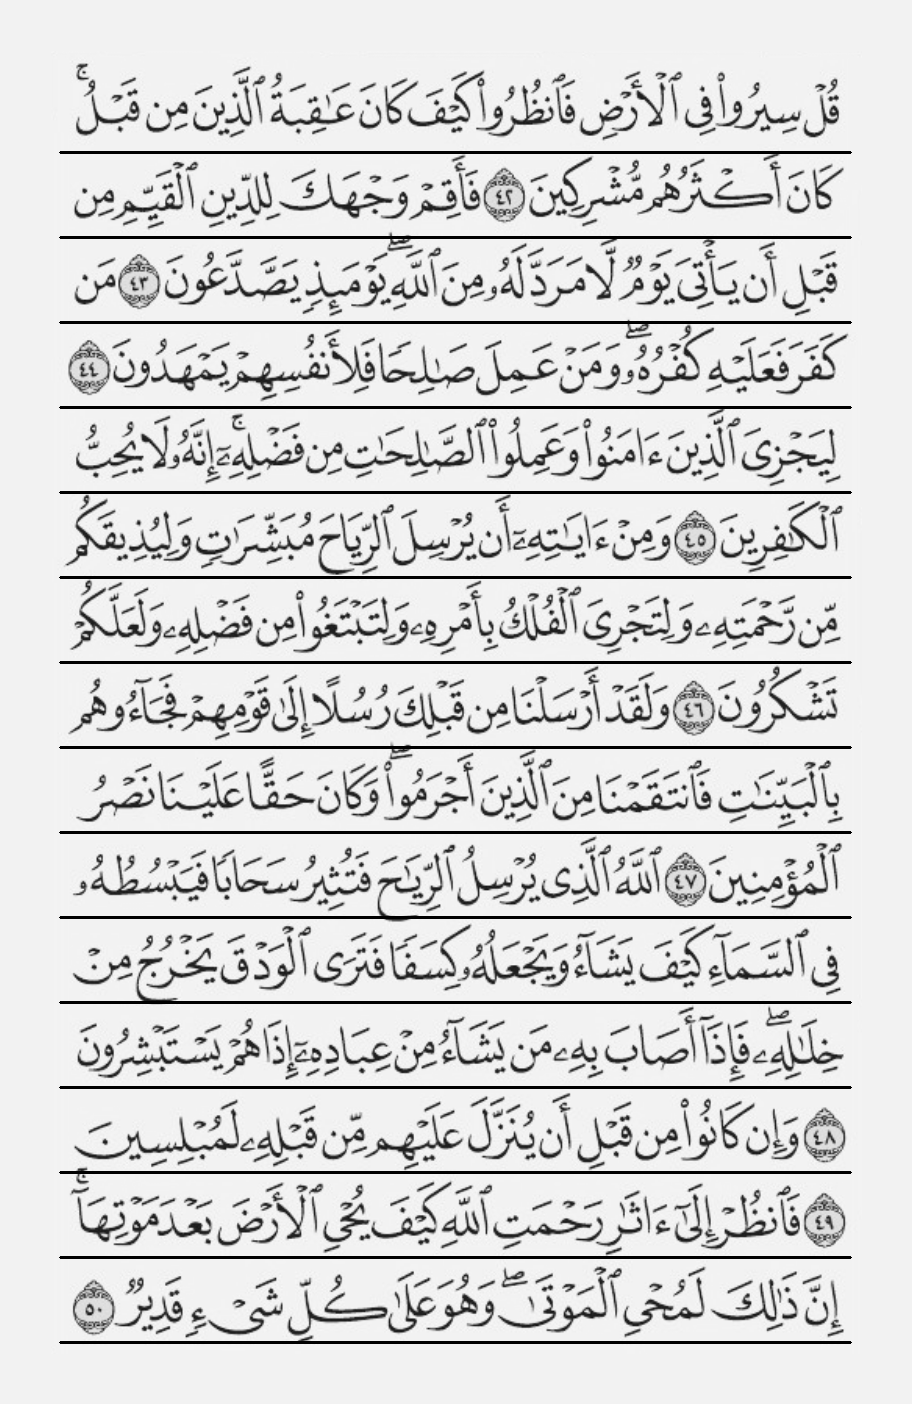 قُلْ سِيرُوا۟ فِى ٱلْأَرْضِ فَٱنظُرُوا۟ كَيْفَ كَانَ عَـٰقِبَةُ ٱلَّذِينَ مِن قَبْلُ ۚ
كَانَ أَكْثَرُهُم مُّشْرِكِينَ ٤٢ فَأَقِمْ وَجْهَكَ لِلدِّينِ ٱلْقَيِّمِ مِن
قَبْلِ أَن يَأْتِىَ يَوْمٌ لَّا مَرَدَّ لَهُۥ مِنَ ٱللَّهِ ۖ يَوْمَئِذٍ يَصَّدَّعُونَ ٤٣ مَن
كَفَرَ فَعَلَيْهِ كُفْرُهُۥ ۖ وَمَنْ عَمِلَ صَـٰلِحًا فَلِأَنفُسِهِمْ يَمْهَدُونَ ٤٤
لِيَجْزِىَ ٱلَّذِينَ ءَامَنُوا۟ وَعَمِلُوا۟ ٱلصَّـٰلِحَـٰتِ مِن فَضْلِهِۦٓ ۚ إِنَّهُۥ لَا يُحِبُّ
ٱلْكَـٰفِرِينَ ٤٥ وَمِنْ ءَايَـٰتِهِۦٓ أَن يُرْسِلَ ٱلرِّيَاحَ مُبَشِّرَٰتٍ وَلِيُذِيقَكُم
مِّن رَّحْمَتِهِۦ وَلِتَجْرِىَ ٱلْفُلْكُ بِأَمْرِهِۦ وَلِتَبْتَغُوا۟ مِن فَضْلِهِۦ وَلَعَلَّكُمْ
تَشْكُرُونَ ٤٦ وَلَقَدْ أَرْسَلْنَا مِن قَبْلِكَ رُسُلًا إِلَىٰ قَوْمِهِمْ فَجَآءُوهُم
بِٱلْبَيِّنَـٰتِ فَٱنتَقَمْنَا مِنَ ٱلَّذِينَ أَجْرَمُوا۟ ۖ وَكَانَ حَقًّا عَلَيْنَا نَصْرُ
ٱلْمُؤْمِنِينَ ٤٧ ٱللَّهُ ٱلَّذِى يُرْسِلُ ٱلرِّيَـٰحَ فَتُثِيرُ سَحَابًا فَيَبْسُطُهُۥ
فِى ٱلسَّمَآءِ كَيْفَ يَشَآءُ وَيَجْعَلُهُۥ كِسَفًا فَتَرَى ٱلْوَدْقَ يَخْرُجُ مِنْ
خِلَـٰلِهِۦ ۖ فَإِذَآ أَصَابَ بِهِۦ مَن يَشَآءُ مِنْ عِبَادِهِۦٓ إِذَا هُمْ يَسْتَبْشِرُونَ
٤٨ وَإِن كَانُوا۟ مِن قَبْلِ أَن يُنَزَّلَ عَلَيْهِم مِّن قَبْلِهِۦ لَمُبْلِسِينَ
٤٩ فَٱنظُرْ إِلَىٰٓ ءَاثَـٰرِ رَحْمَتِ ٱللَّهِ كَيْفَ يُحْىِ ٱلْأَرْضَ بَعْدَ مَوْتِهَآ ۚ
إِنَّ ذَٰلِكَ لَمُحْىِ ٱلْمَوْتَىٰ ۖ وَهُوَ عَلَىٰ كُلِّ شَىْءٍ قَدِيرٌ ٥٠